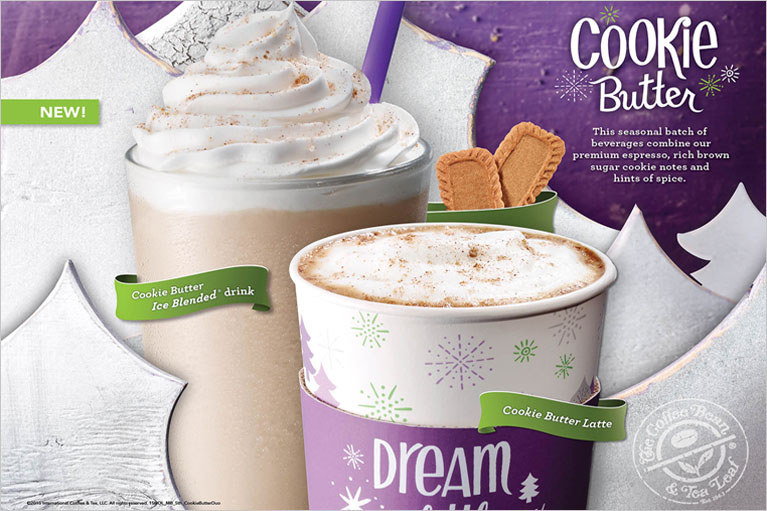 COOKIE
Butter
NEW!
This seasonal batch of
beverages combine our
premium espresso, rich brown
sugar cookie notes and
hints of spice.
Cookie Butter
Ice Blended® drink
Cookie Butter Latte
DREAM
The Coffee Bean
& Tea Leaf